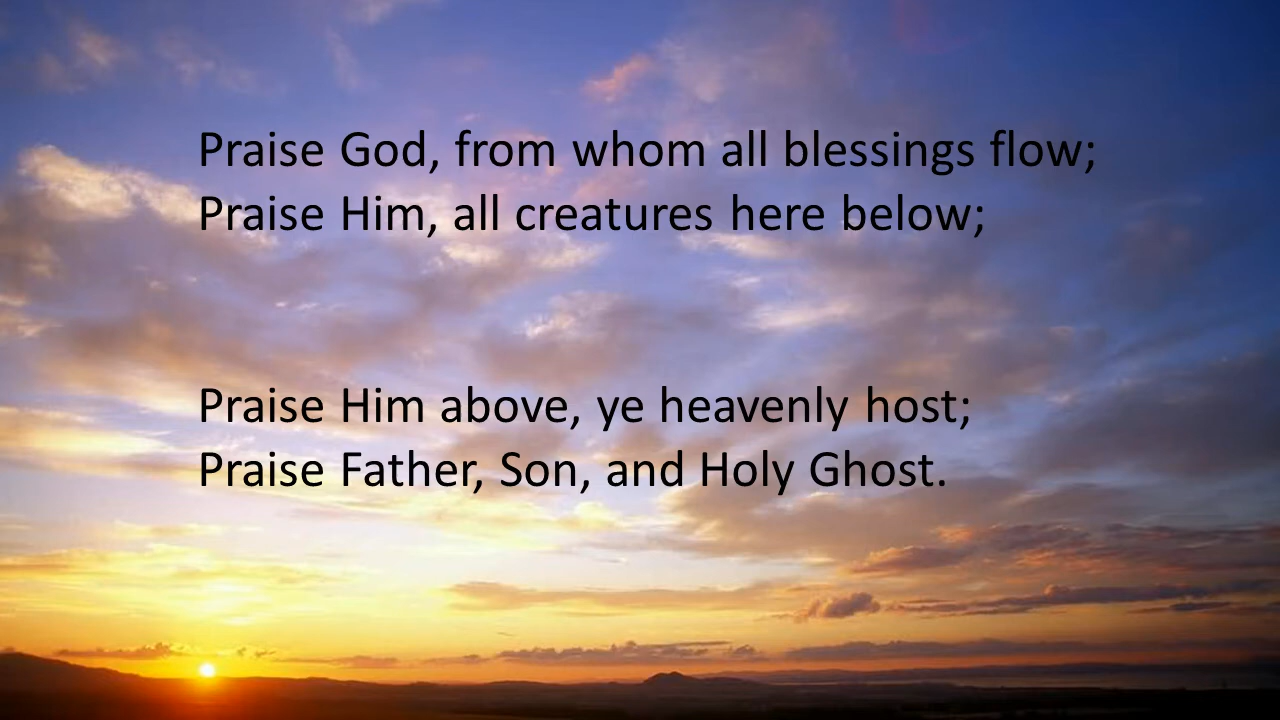 Praise God, from whom all blessings flow;
Praise Him, all creatures here below;
Praise Him above, ye heavenly host;
Praise Father, Son, and Holy Ghost.